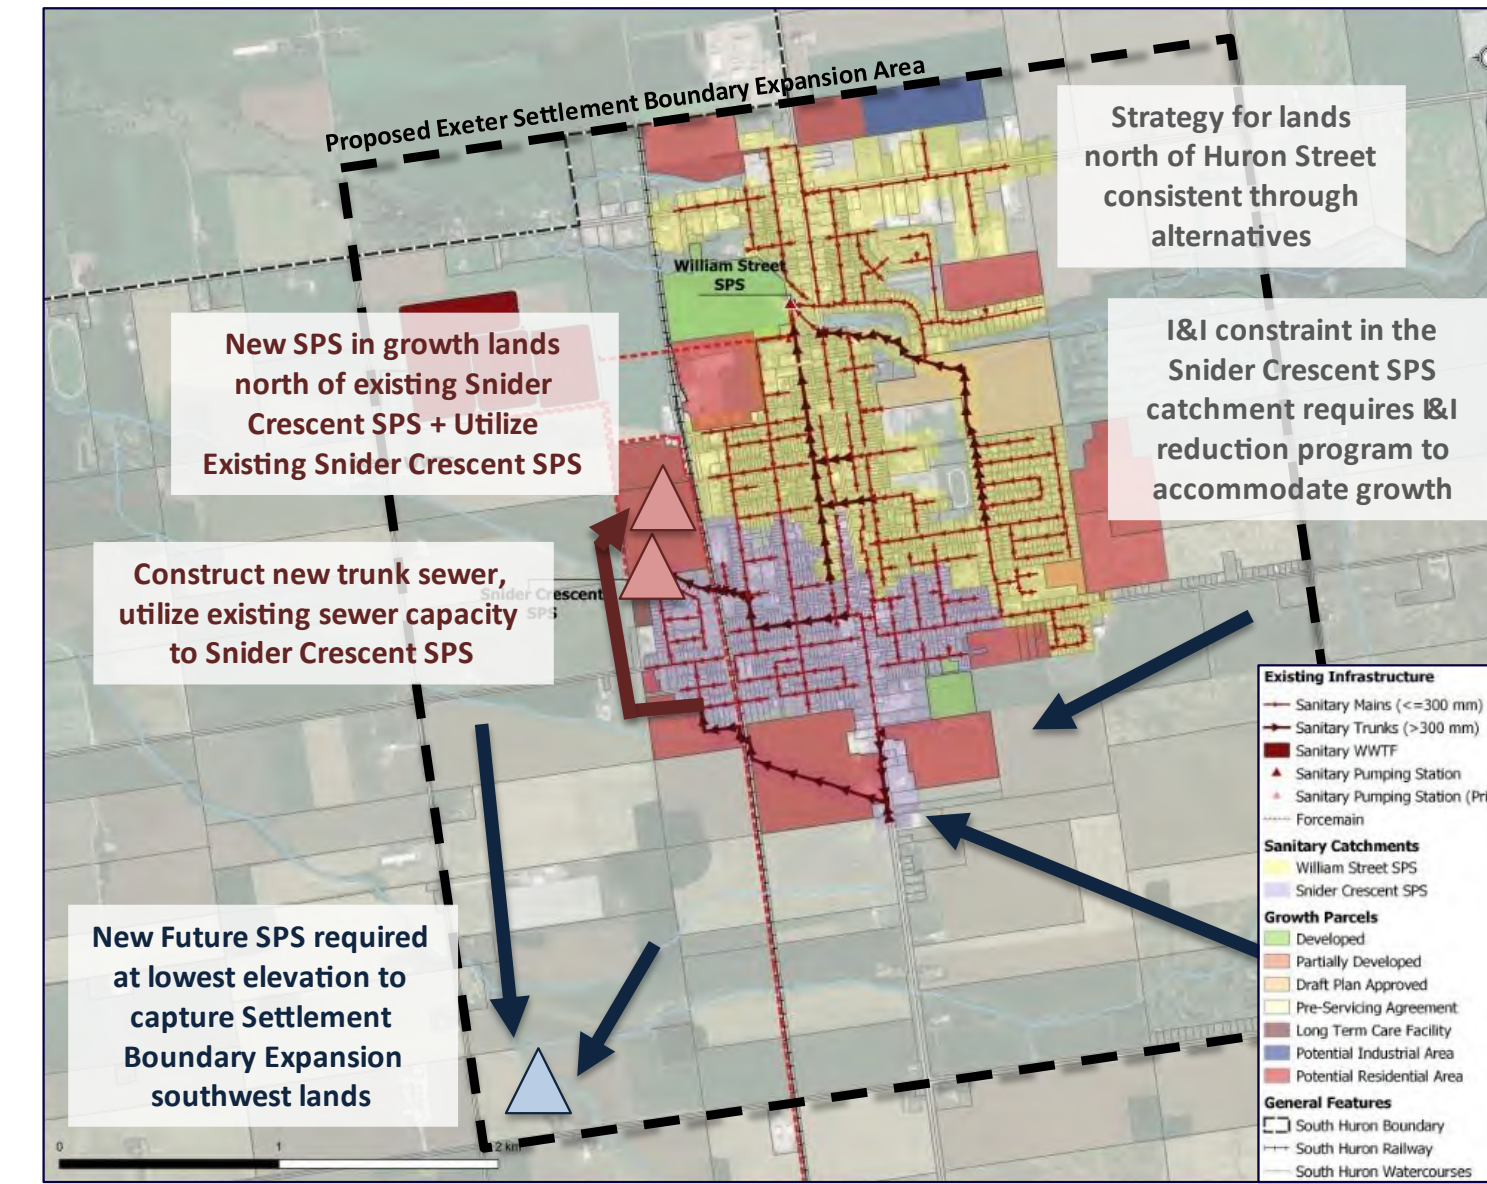 Proposed Exeter Settlement Boundary Expansion Area
Strategy for lands
north of Huron Street
consistent through
alternatives
William Street
SPS
New SPS in growth lands
north of existing Snider
Crescent SPS + Utilize
Existing Snider Crescent SPS
I&I constraint in the
Snider Crescent SPS
catchment requires I&I
reduction program to
accommodate growth
Construct new trunk sewer,
utilize existing sewer capacity
to Snider Crescent SPS
Snider Crescent
SPS
New Future SPS required
at lowest elevation to
capture Settlement
Boundary Expansion
southwest lands
Existing Infrastructure
Sanitary Mains (<=300 mm)
Sanitary Trunks (>300 mm)
Sanitary WWTF
Sanitary Pumping Station
Sanitary Pumping Station (Pri
Forcemain
Sanitary Catchments
William Street SPS
Snider Crescent SPS
Growth Parcels
Developed
Partially Developed
Draft Plan Approved
Pre-Servicing Agreement
Long Term Care Facility
Potential Industrial Area
Potential Residential Area
General Features
South Huron Boundary
South Huron Railway
South Huron Watercourses
0 1 2 km